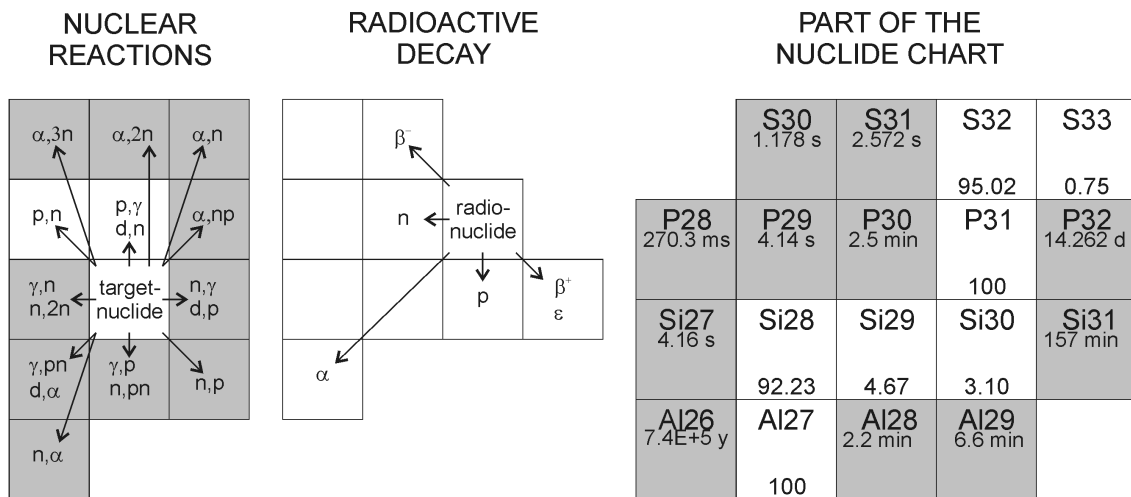 NUCLEAR
REACTIONS
α,3n
α,2n
α,n
p,n
p,γ
d,n
α,np
γ,n
n,2n
target-
nuclide
n,γ
d,p
γ,pn
d,α
γ,p
n,pn
n,p
n,α
RADIOACTIVE
DECAY
β⁻
n
radio-
nuclide
p
β⁺
ε
α
PART OF THE
NUCLIDE CHART
S30
1.178 s
S31
2.572 s
S32
95.02
S33
0.75
P28
270.3 ms
P29
4.14 s
P30
2.5 min
P31
100
P32
14.262 d
Si27
4.16 s
Si28
92.23
Si29
4.67
Si30
3.10
Si31
157 min
Al26
7.4E+5 y
Al27
100
Al28
2.2 min
Al29
6.6 min